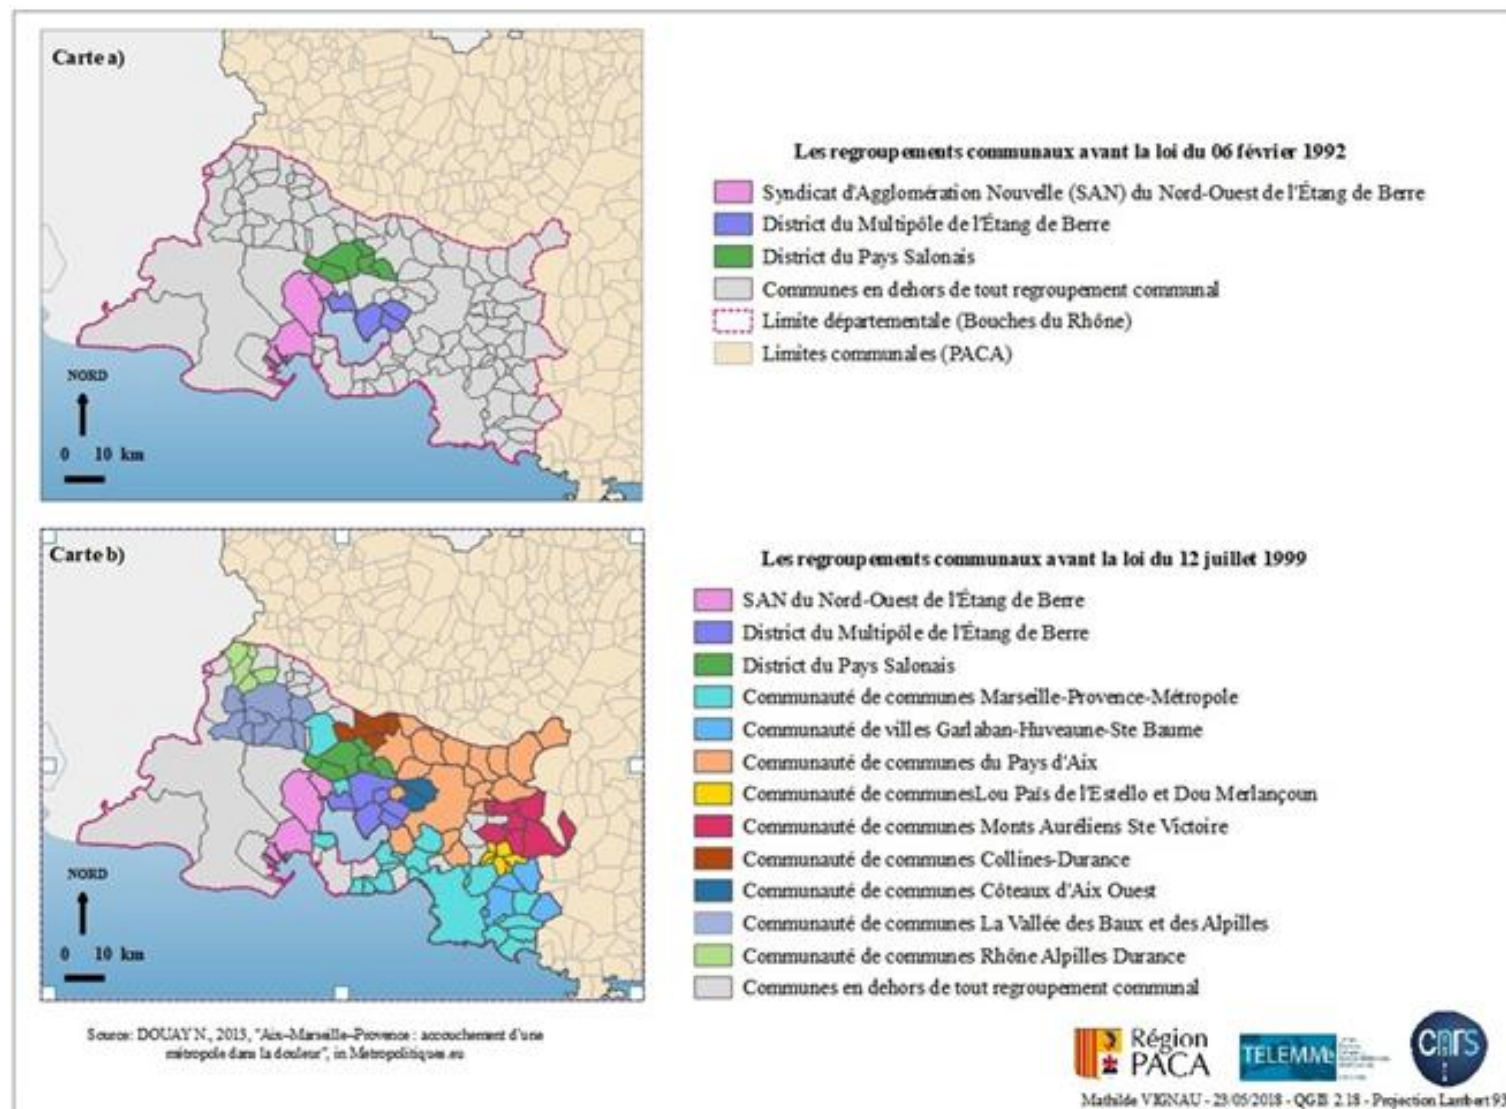 Carte a)
NORD
0 10 km
Les regroupements communaux avant la loi du 06 février 1992
Syndicat d'Agglomération Nouvelle (SAN) du Nord-Ouest de l'Étang de Berre
District du Multipôle de l'Étang de Berre
District du Pays Salonais
Communes en dehors de tout regroupement communal
Limite départementale (Bouches du Rhône)
Limites communales (PACA)
Carte b)
NORD
0 10 km
Les regroupements communaux avant la loi du 12 juillet 1999
SAN du Nord-Ouest de l'Étang de Berre
District du Multipôle de l'Étang de Berre
District du Pays Salonais
Communauté de communes Marseille-Provence-Métropole
Communauté de villes Garlaban-Huveaune-Ste Baume
Communauté de communes du Pays d'Aix
Communauté de communesLou País de l'Estello et Dou Merlançoun
Communauté de communes Monts Auréliens Ste Victoire
Communauté de communes Collines-Durance
Communauté de communes Côteaux d'Aix Ouest
Communauté de communes La Vallée des Baux et des Alpilles
Communauté de communes Rhône Alpilles Durance
Communes en dehors de tout regroupement communal
Source: DOUAY N., 2013, "Aix–Marseille–Provence : accouchement d'une
métropole dans la douleur", in Metropolitiques.eu
Région
PACA
TELEMMe
cnrs
Mathilde VIGNAU - 23/05/2018 - QGIS 2.18 - Projection Lambert 93